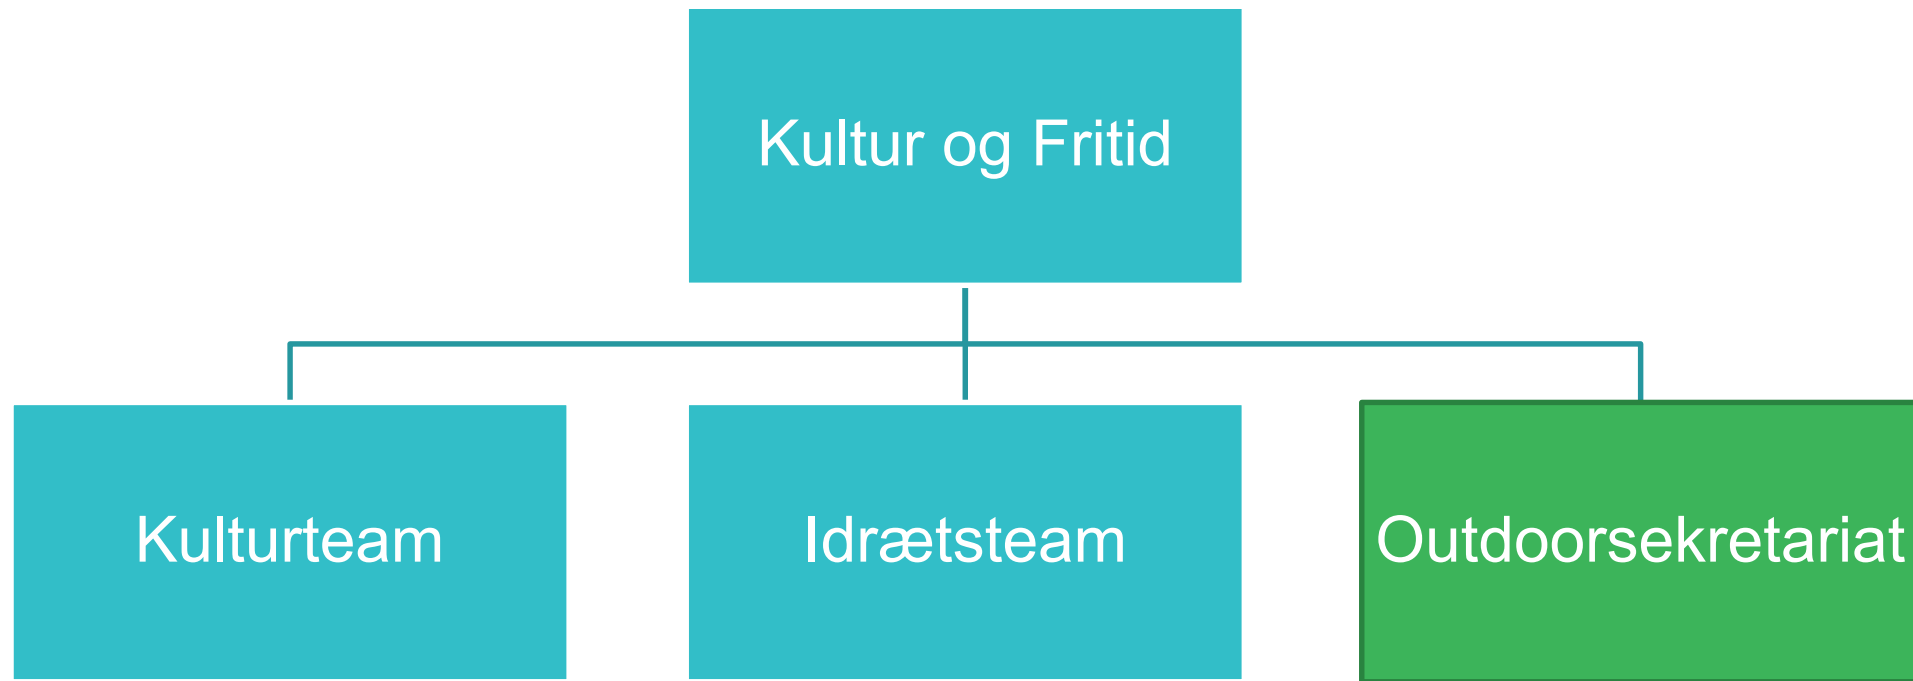 Kultur og Fritid
Kulturteam
Idrætsteam
Outdoorsekretariat